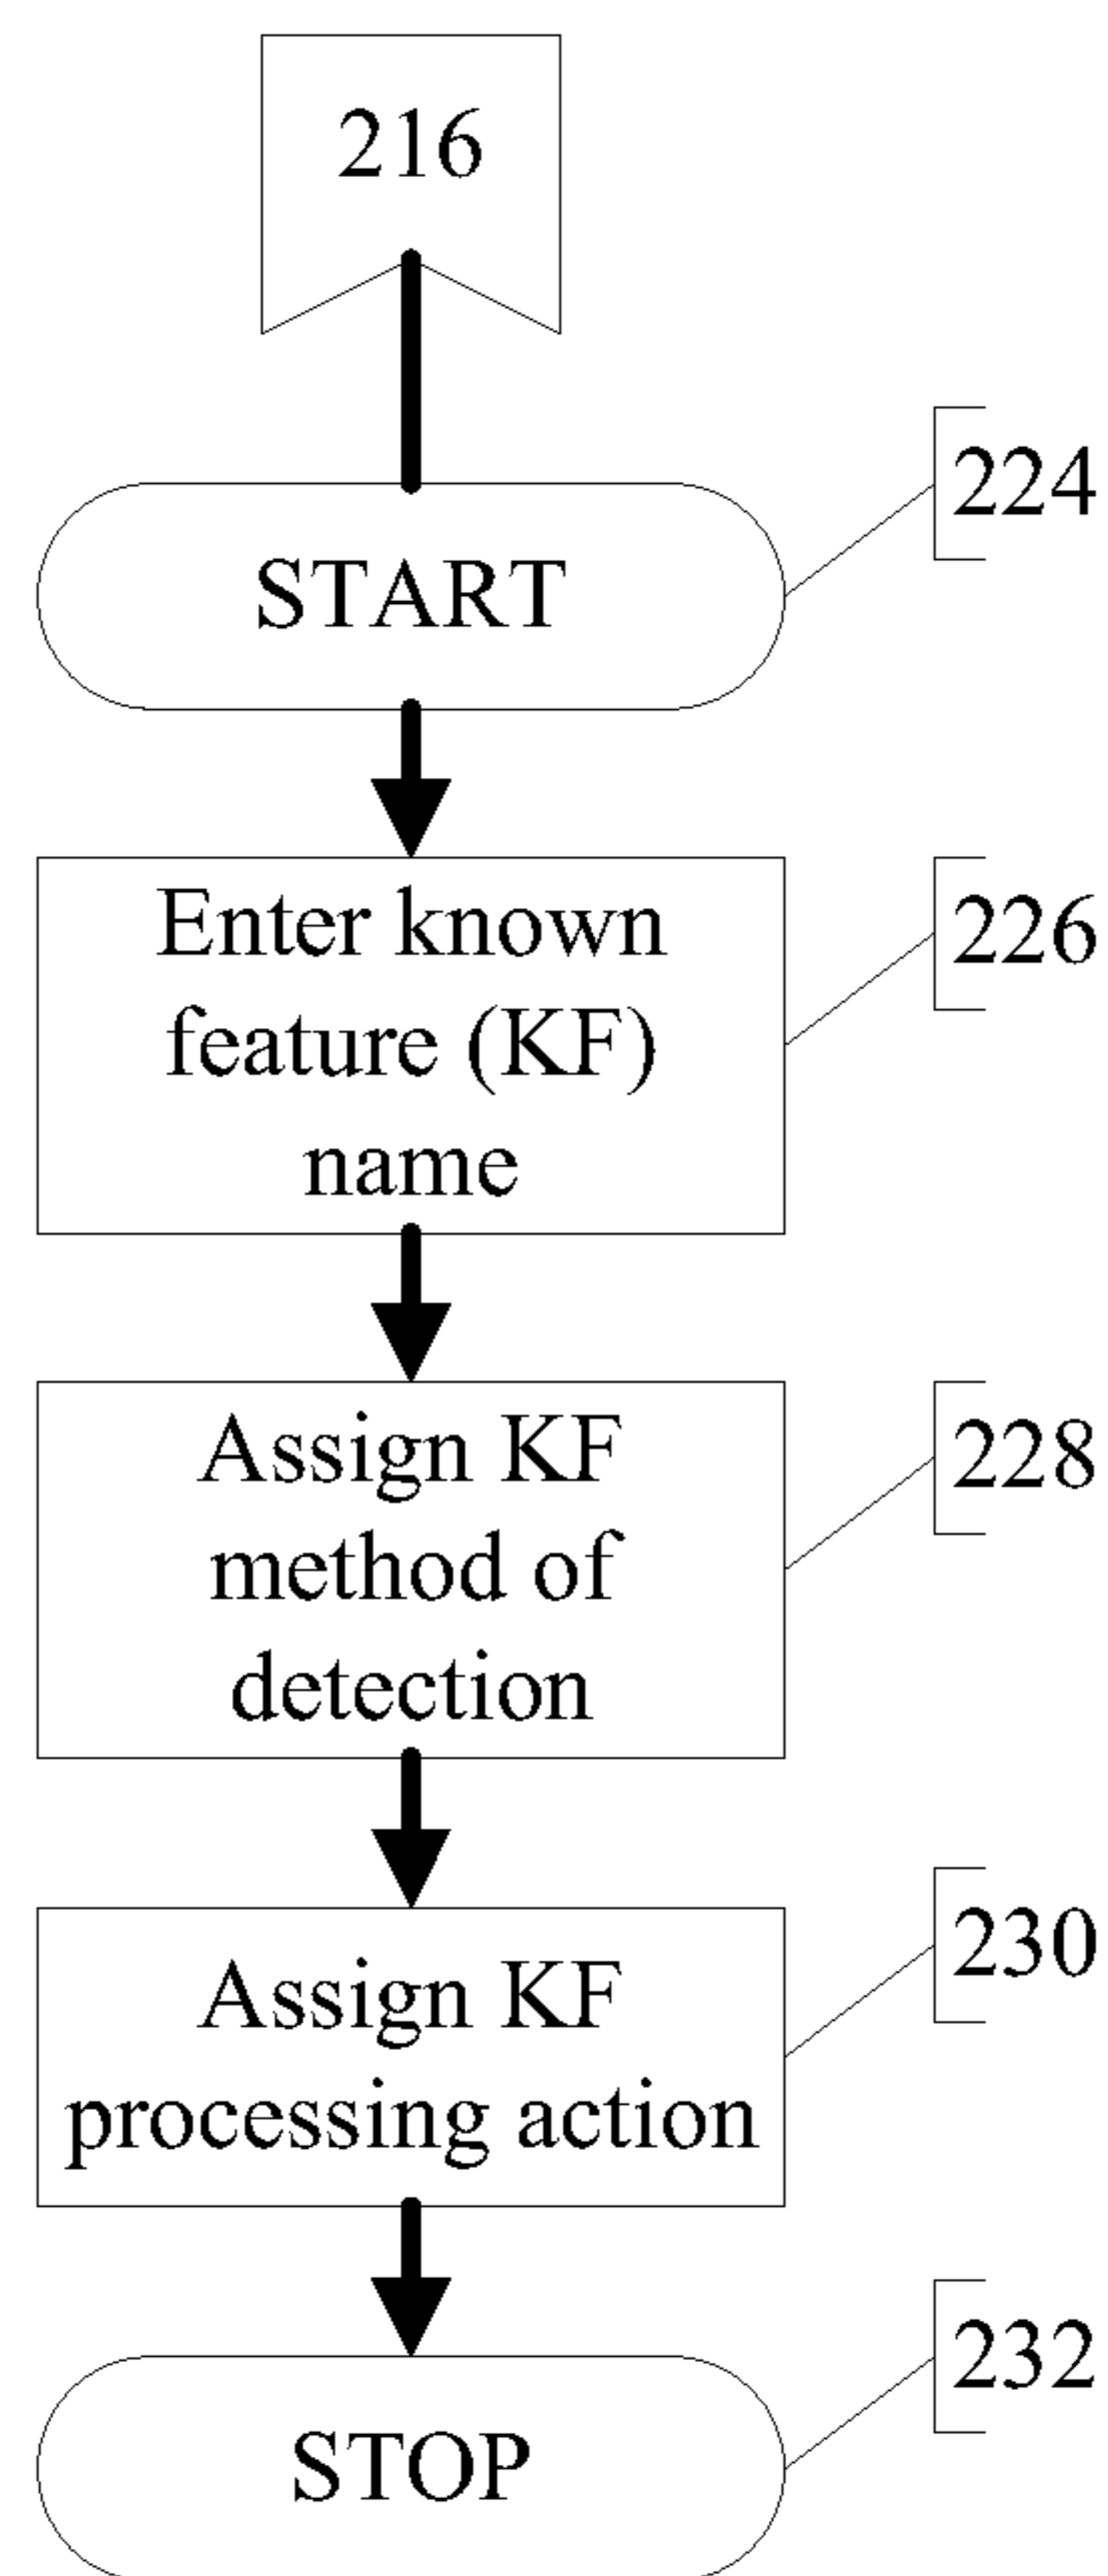 216
224
START
226
Enter known
feature (KF)
name
228
Assign KF
method of
detection
230
Assign KF
processing action
232
STOP